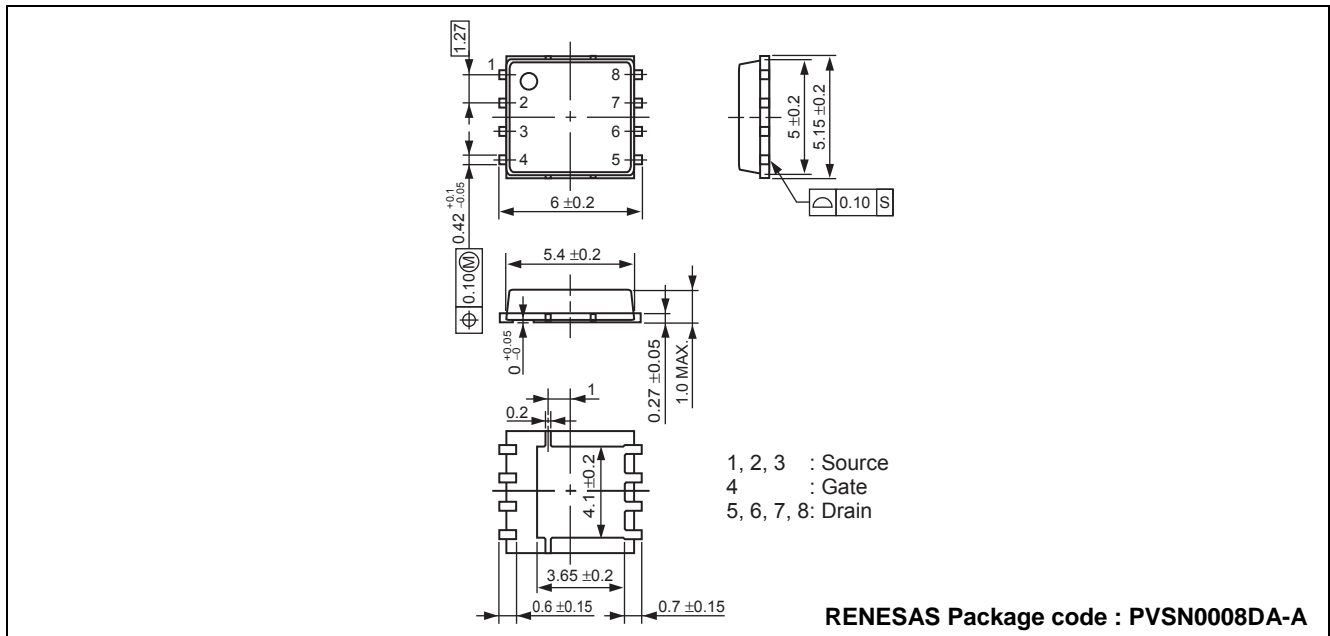 1.27
1
2
3
4
8
7
6
5
0.42 +0.1 −0.05
0.10 Ⓜ
6 ±0.2
5 ±0.2
5.15 ±0.2
0.10 S
5.4 ±0.2
0 +0.05 −0
0.27 ±0.05
1.0 MAX.
1
0.2
4.1 ±0.2
3.65 ±0.2
0.6 ±0.15
0.7 ±0.15
1, 2, 3 : Source
4 : Gate
5, 6, 7, 8: Drain
RENESAS Package code : PVSN0008DA-A